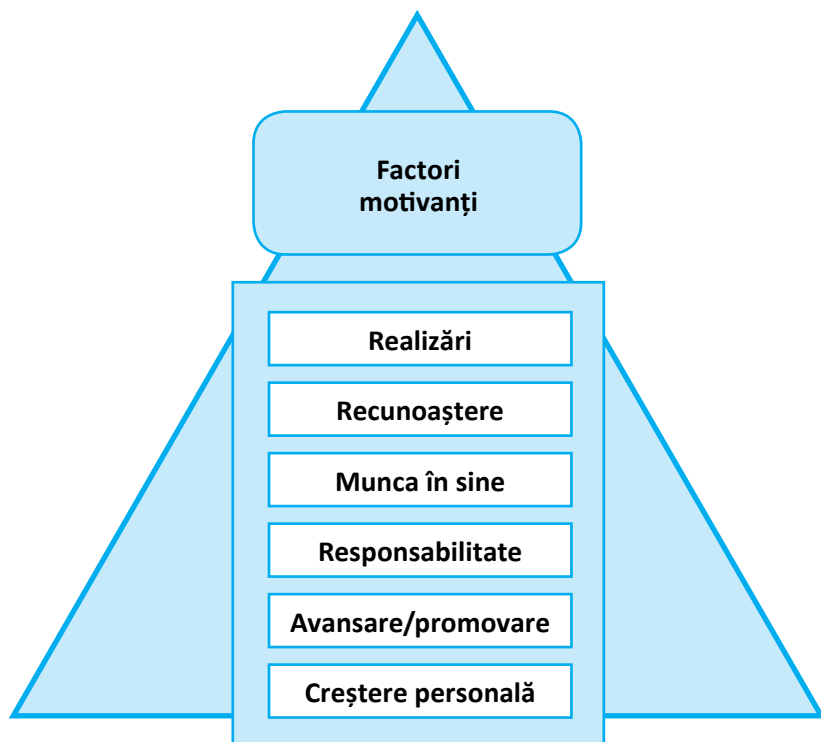 Factori
motivanți
Realizări
Recunoaștere
Munca în sine
Responsabilitate
Avansare/promovare
Creștere personală